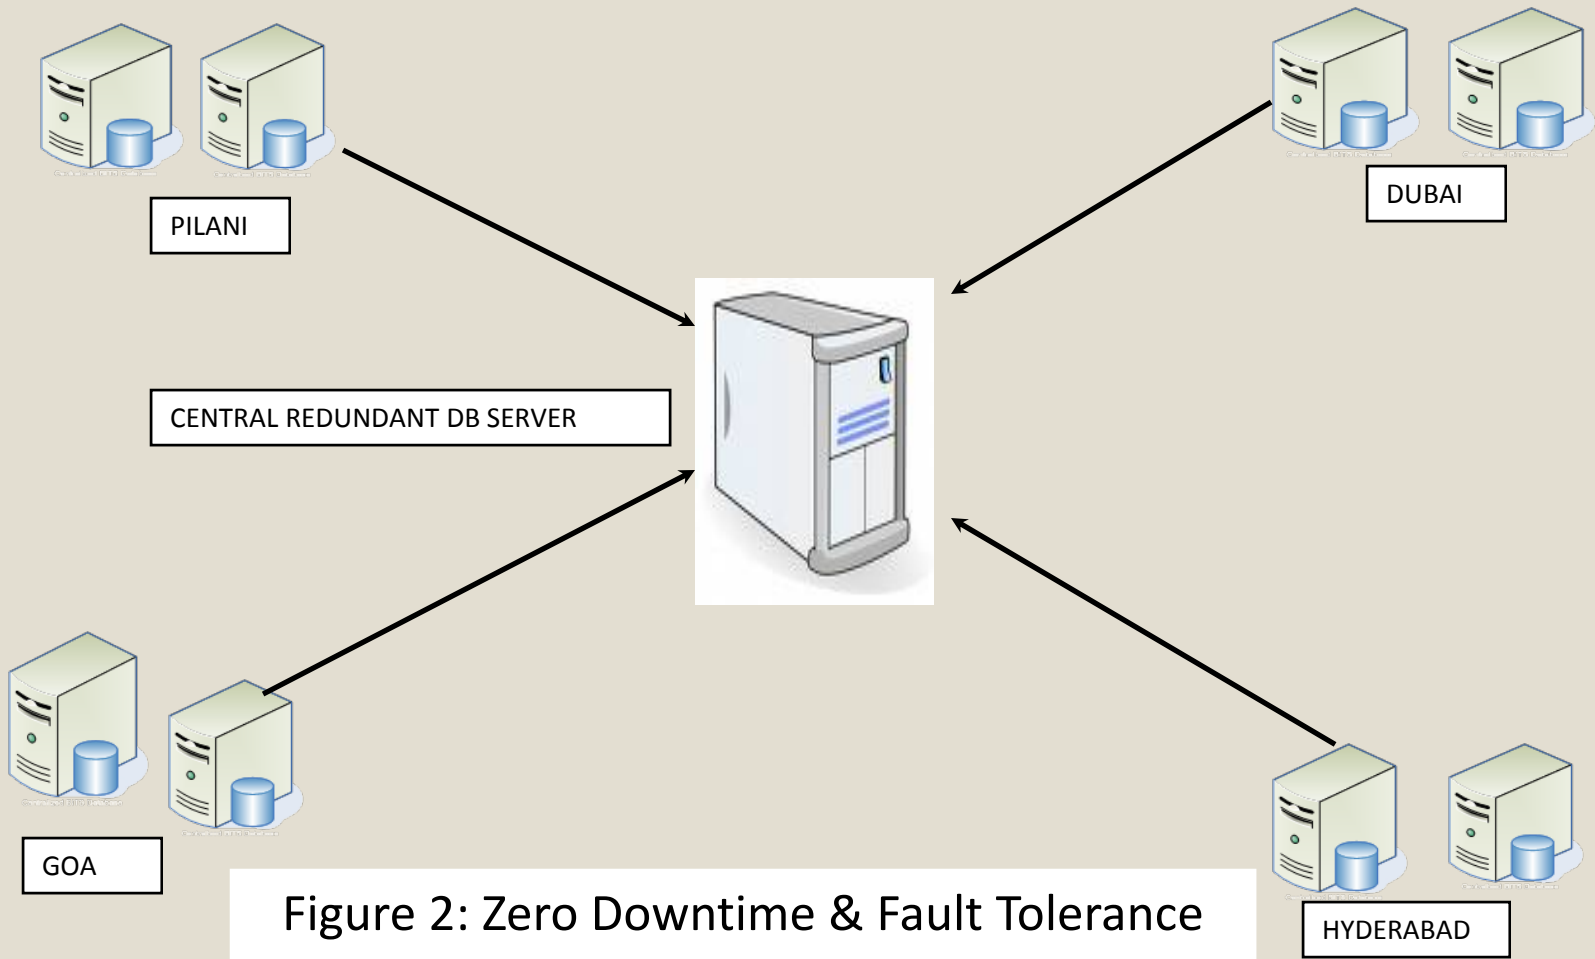 PILANI
DUBAI
CENTRAL REDUNDANT DB SERVER
GOA
HYDERABAD
Figure 2: Zero Downtime & Fault Tolerance